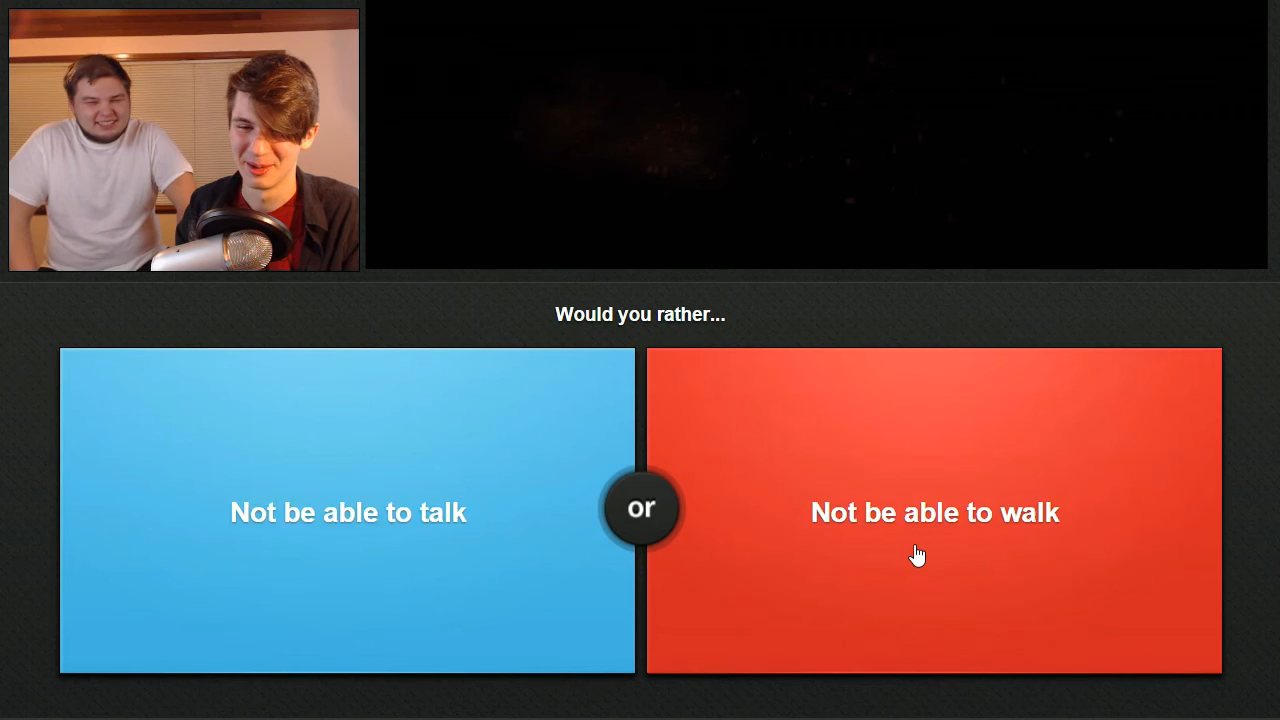 Would you rather...
Not be able to talk
or
Not be able to walk